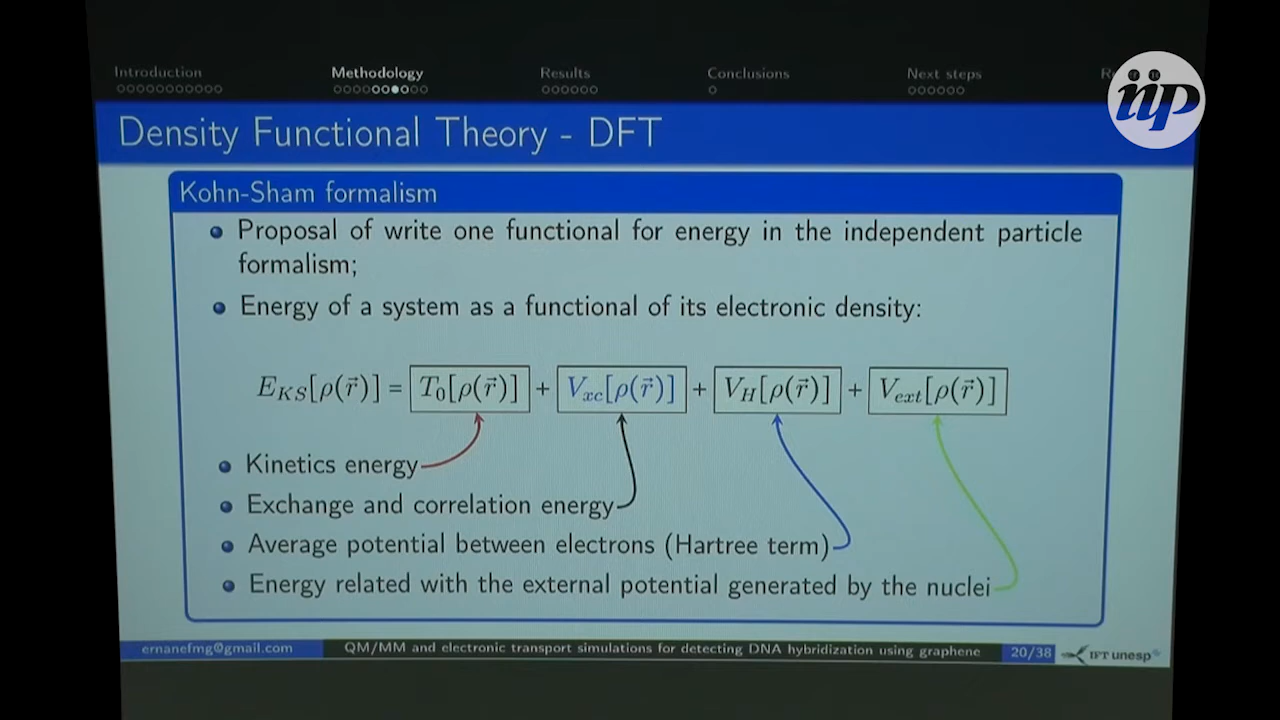 Introduction Methodology Results Conclusions Next steps
iip
Density Functional Theory - DFT
Kohn-Sham formalism
Proposal of write one functional for energy in the independent particle
formalism;
Energy of a system as a functional of its electronic density:
E_{KS}[ρ(r⃗)] = T_0[ρ(r⃗)] + V_{xc}[ρ(r⃗)] + V_H[ρ(r⃗)] + V_{ext}[ρ(r⃗)]
Kinetics energy
Exchange and correlation energy
Average potential between electrons (Hartree term)
Energy related with the external potential generated by the nuclei
ernanefmg@gmail.com QM/MM and electronic transport simulations for detecting DNA hybridization using graphene 20/38 IFT unesp